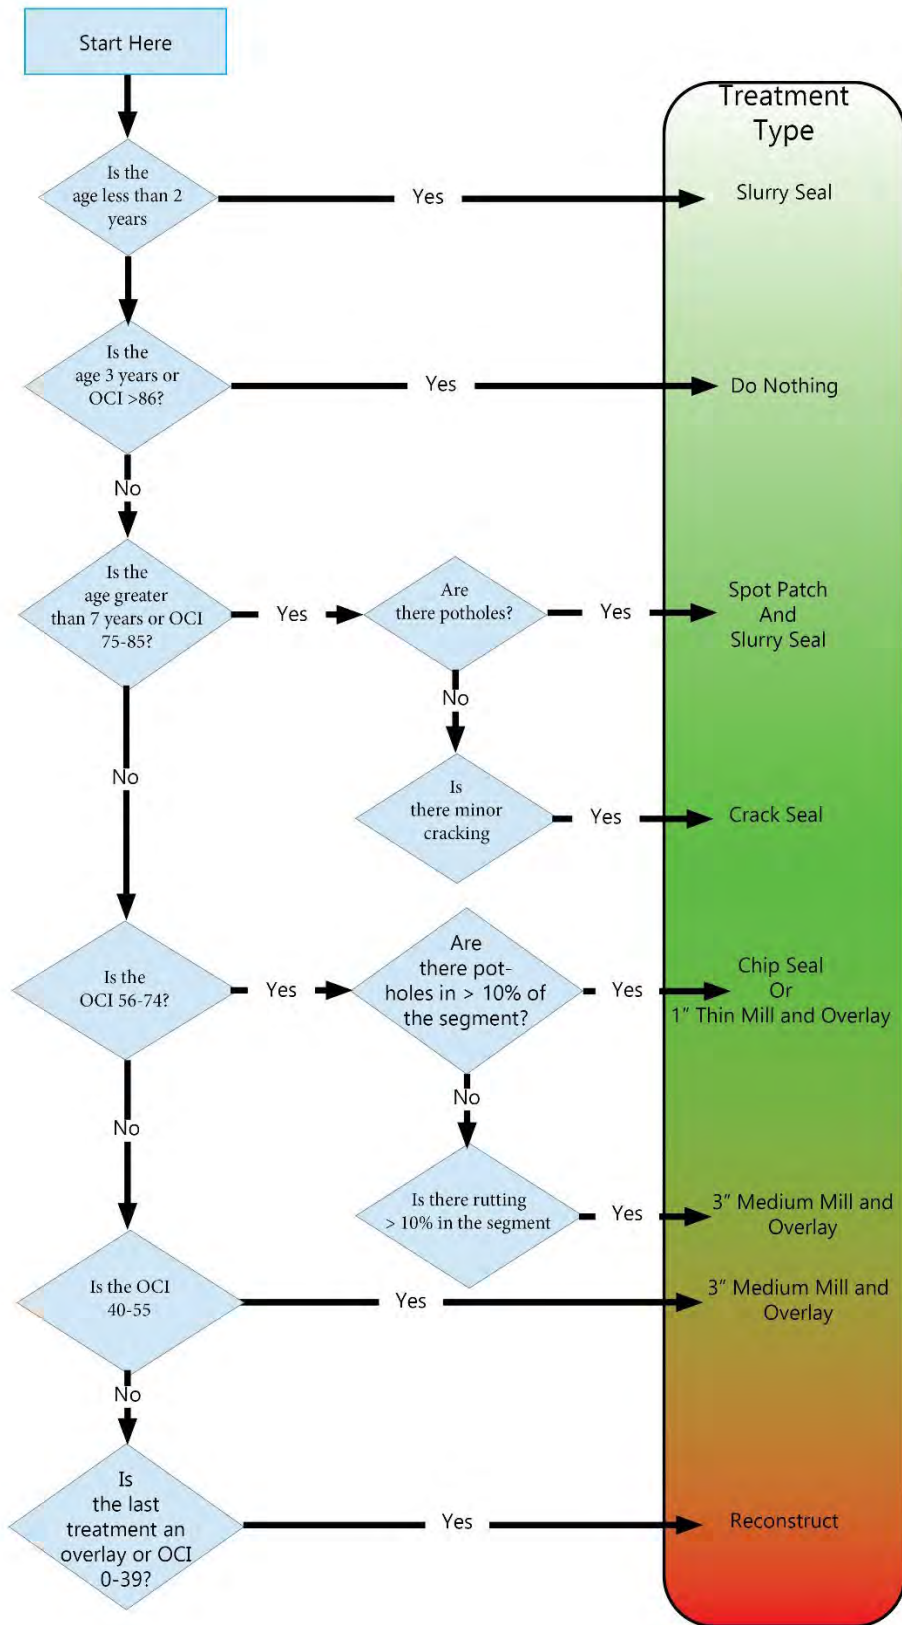 Start Here
Treatment
Type
Is the
age less than 2
years
Yes
Slurry Seal
Is the
age 3 years or
OCI >86?
Yes
Do Nothing
No
Is the
age greater
than 7 years or OCI
75-85?
Yes
Are
there potholes?
Yes
Spot Patch
And
Slurry Seal
No
No
Is
there minor
cracking
Yes
Crack Seal
Is the
OCI 56-74?
Yes
Are
there pot-
holes in > 10% of
the segment?
Yes
Chip Seal
Or
1” Thin Mill and Overlay
No
No
Is there rutting
> 10% in the segment
Yes
3” Medium Mill and
Overlay
Is the OCI
40-55
Yes
3” Medium Mill and
Overlay
No
Is
the last
treatment an
overlay or OCI
0-39?
Yes
Reconstruct